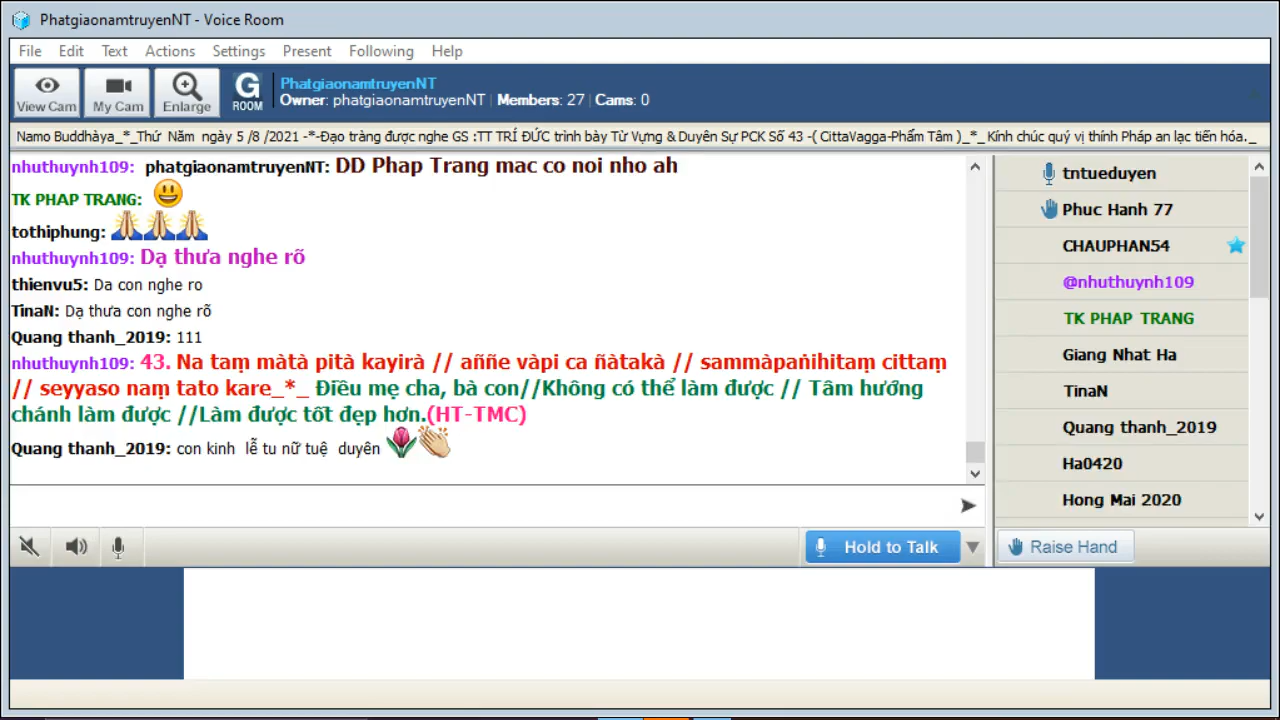 PhatgiaonamtruyenNT - Voice Room
File Edit Text Actions Settings Present Following Help
View Cam My Cam Enlarge G ROOM
PhatgiaonamtruyenNT
Owner: phatgiaonamtruyenNT | Members: 27 | Cams: 0
Namo Buddhàya_*_Thứ Năm ngày 5 /8 /2021 -*-Đạo tràng được nghe GS :TT TRÍ ĐỨC trình bày Từ Vựng & Duyên Sự PCK Số 43 -( CittaVagga-Phẩm Tâm )_*_Kính chúc quý vị thính Pháp an lạc tiến hóa._
nhuthuynh109: phatgiaonamtruyenNT: DD Phap Trang mac co noi nho ah
TK PHAP TRANG:
tothiphung:
nhuthuynh109: Dạ thưa nghe rõ
thienvu5: Da con nghe ro
TinaN: Dạ thưa con nghe rõ
Quang thanh_2019: 111
nhuthuynh109: 43. Na taṃ màtà pità kayirà // aññe vàpi ca ñàtakà // sammàpaṅihitaṃ cittaṃ
// seyyaso naṃ tato kare_*_ Điều mẹ cha, bà con//Không có thể làm được // Tâm hướng
chánh làm được //Làm được tốt đẹp hơn.(HT-TMC)
Quang thanh_2019: con kinh lễ tu nữ tuệ duyên
tntueduyen
Phuc Hanh 77
CHAUPHAN54
@nhuthuynh109
TK PHAP TRANG
Giang Nhat Ha
TinaN
Quang thanh_2019
Ha0420
Hong Mai 2020
Hold to Talk
Raise Hand